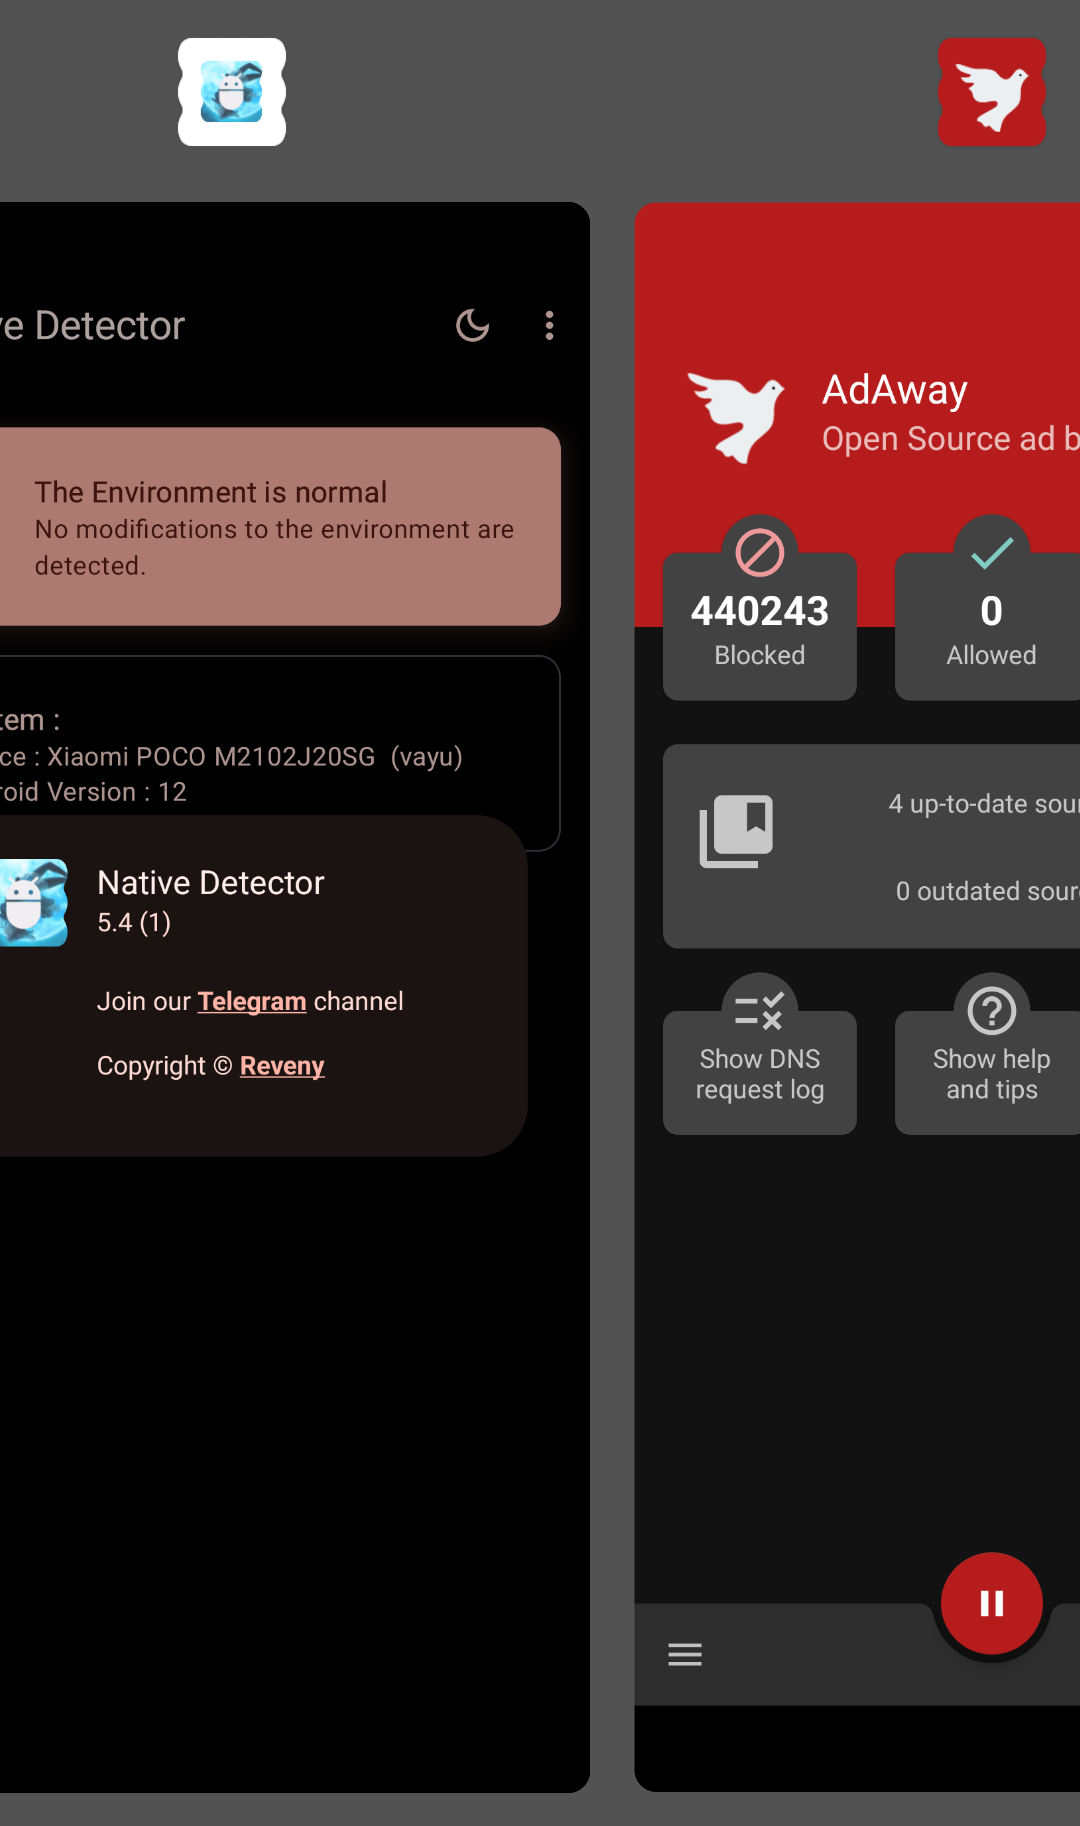 ve Detector
The Environment is normal
No modifications to the environment are
detected.
tem :
ce : Xiaomi POCO M2102J20SG (vayu)
roid Version : 12
Native Detector
5.4 (1)
Join our Telegram channel
Copyright © Reveny
AdAway
Open Source ad b
440243
Blocked
0
Allowed
4 up-to-date sour
0 outdated sour
Show DNS
request log
Show help
and tips